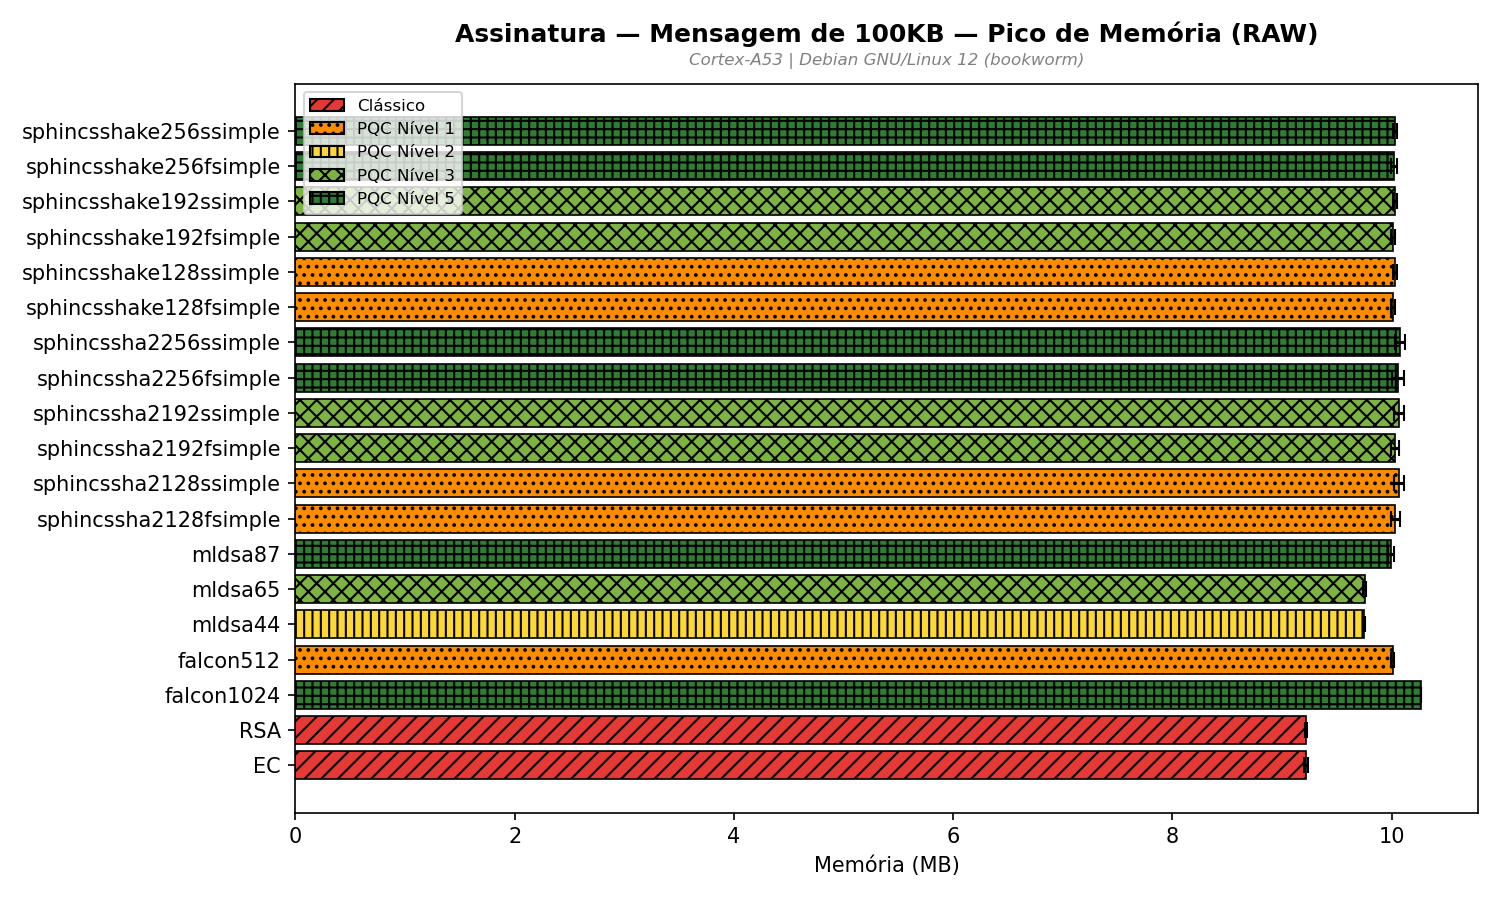 Assinatura — Mensagem de 100KB — Pico de Memória (RAW)
Cortex-A53 | Debian GNU/Linux 12 (bookworm)
Clássico
PQC Nível 1
PQC Nível 2
PQC Nível 3
PQC Nível 5
sphincsshake256ssimple
sphincsshake256fsimple
sphincsshake192ssimple
sphincsshake192fsimple
sphincsshake128ssimple
sphincsshake128fsimple
sphincssha2256ssimple
sphincssha2256fsimple
sphincssha2192ssimple
sphincssha2192fsimple
sphincssha2128ssimple
sphincssha2128fsimple
mldsa87
mldsa65
mldsa44
falcon512
falcon1024
RSA
EC
0 2 4 6 8 10
Memória (MB)